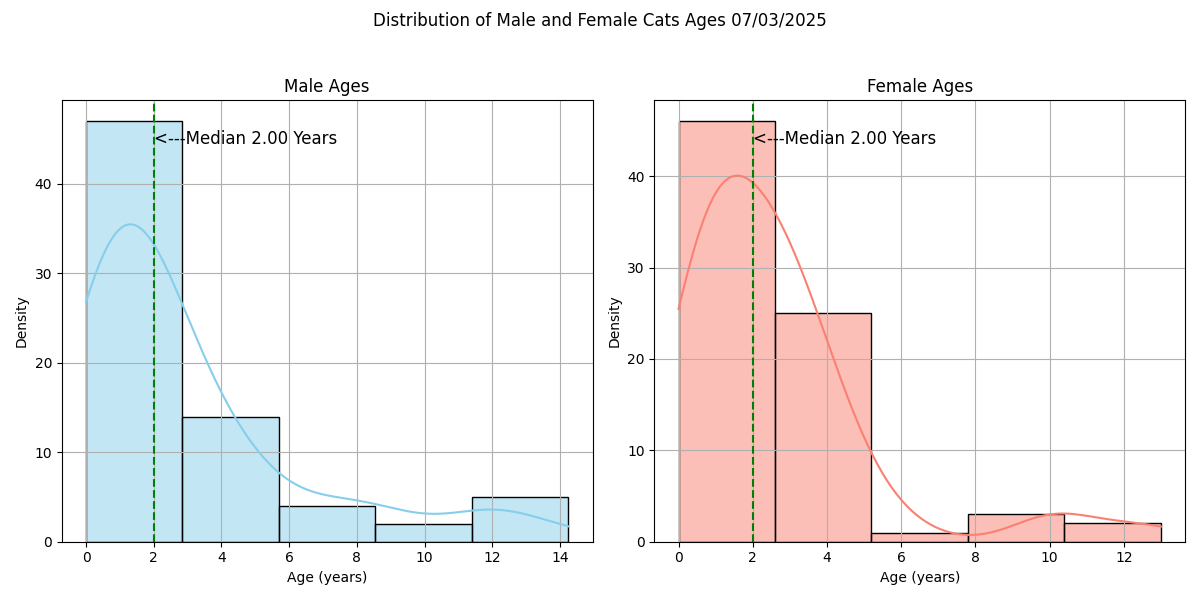 Distribution of Male and Female Cats Ages 07/03/2025
Male Ages
<---Median 2.00 Years
Density
40
30
20
10
0
0 2 4 6 8 10 12 14
Age (years)
Female Ages
<---Median 2.00 Years
Density
40
30
20
10
0
0 2 4 6 8 10 12
Age (years)